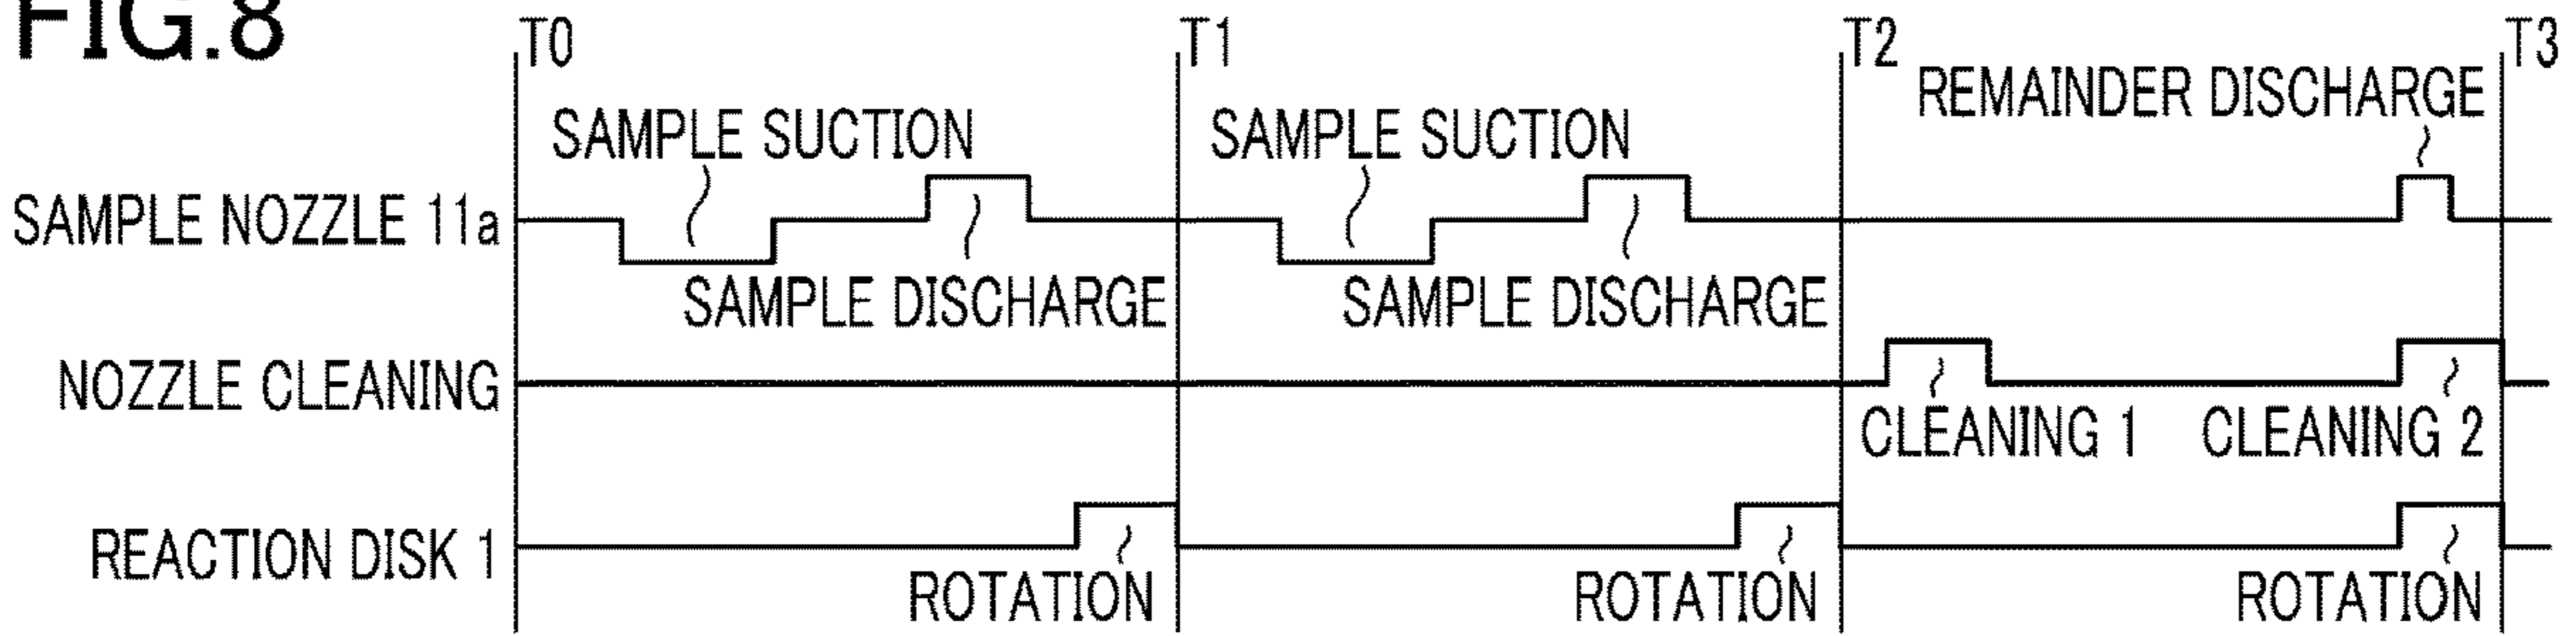 FIG.8
T0
T1
T2
T3
REMAINDER DISCHARGE
SAMPLE SUCTION
SAMPLE SUCTION
SAMPLE NOZZLE 11a
SAMPLE DISCHARGE
SAMPLE DISCHARGE
NOZZLE CLEANING
CLEANING 1
CLEANING 2
REACTION DISK 1
ROTATION
ROTATION
ROTATION